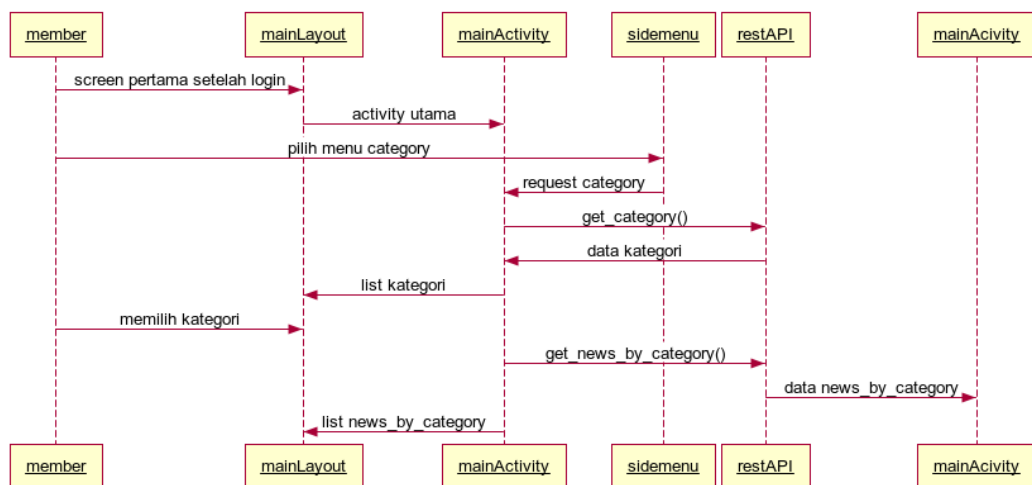 member mainLayout mainActivity sidemenu restAPI mainAcivity
screen pertama setelah login
activity utama
pilih menu category
request category
get_category()
data kategori
list kategori
memilih kategori
get_news_by_category()
data news_by_category
list news_by_category
member mainLayout mainActivity sidemenu restAPI mainAcivity